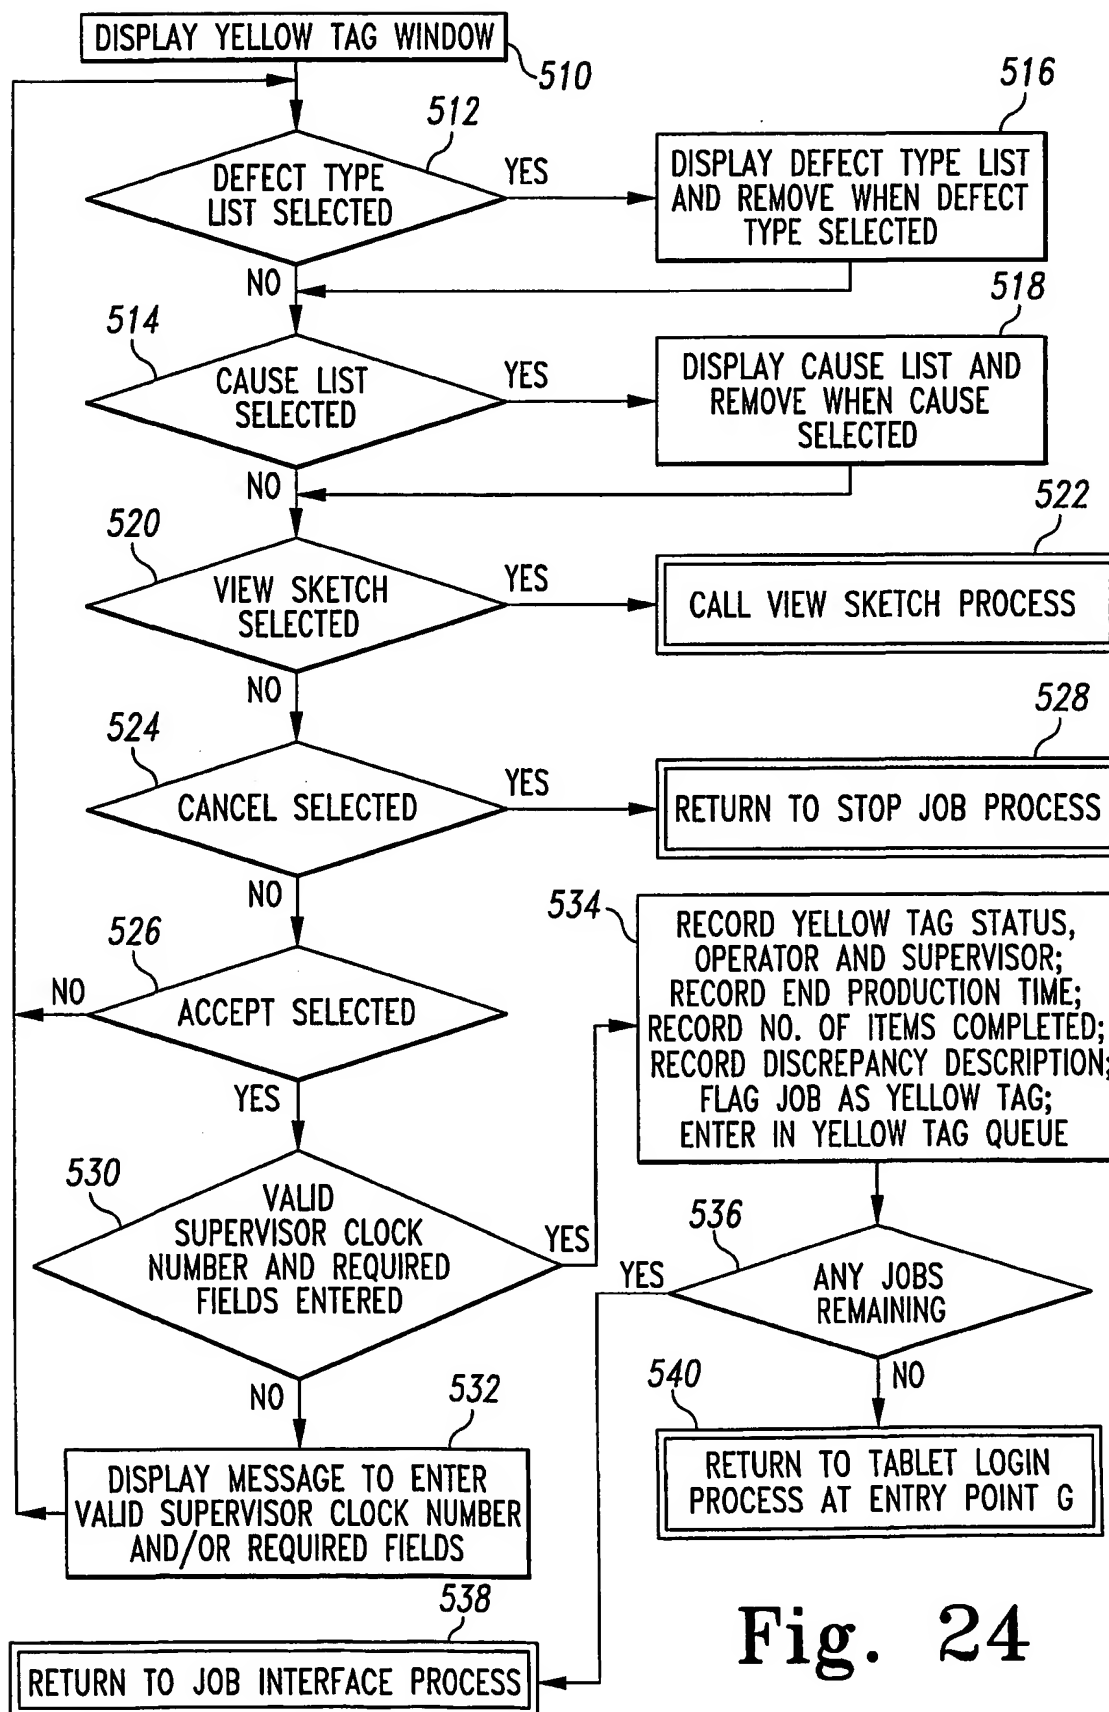 DISPLAY YELLOW TAG WINDOW
510
512
DEFECT TYPE
LIST SELECTED
YES
516
DISPLAY DEFECT TYPE LIST
AND REMOVE WHEN DEFECT
TYPE SELECTED
NO
514
CAUSE LIST
SELECTED
YES
518
DISPLAY CAUSE LIST AND
REMOVE WHEN CAUSE
SELECTED
NO
520
VIEW SKETCH
SELECTED
YES
522
CALL VIEW SKETCH PROCESS
NO
524
CANCEL SELECTED
YES
528
RETURN TO STOP JOB PROCESS
NO
526
ACCEPT SELECTED
NO
YES
530
VALID
SUPERVISOR CLOCK
NUMBER AND REQUIRED
FIELDS ENTERED
YES
534
RECORD YELLOW TAG STATUS,
OPERATOR AND SUPERVISOR;
RECORD END PRODUCTION TIME;
RECORD NO. OF ITEMS COMPLETED;
RECORD DISCREPANCY DESCRIPTION;
FLAG JOB AS YELLOW TAG;
ENTER IN YELLOW TAG QUEUE
536
ANY JOBS
REMAINING
YES
NO
NO
532
DISPLAY MESSAGE TO ENTER
VALID SUPERVISOR CLOCK NUMBER
AND/OR REQUIRED FIELDS
540
RETURN TO TABLET LOGIN
PROCESS AT ENTRY POINT G
538
RETURN TO JOB INTERFACE PROCESS
Fig. 24